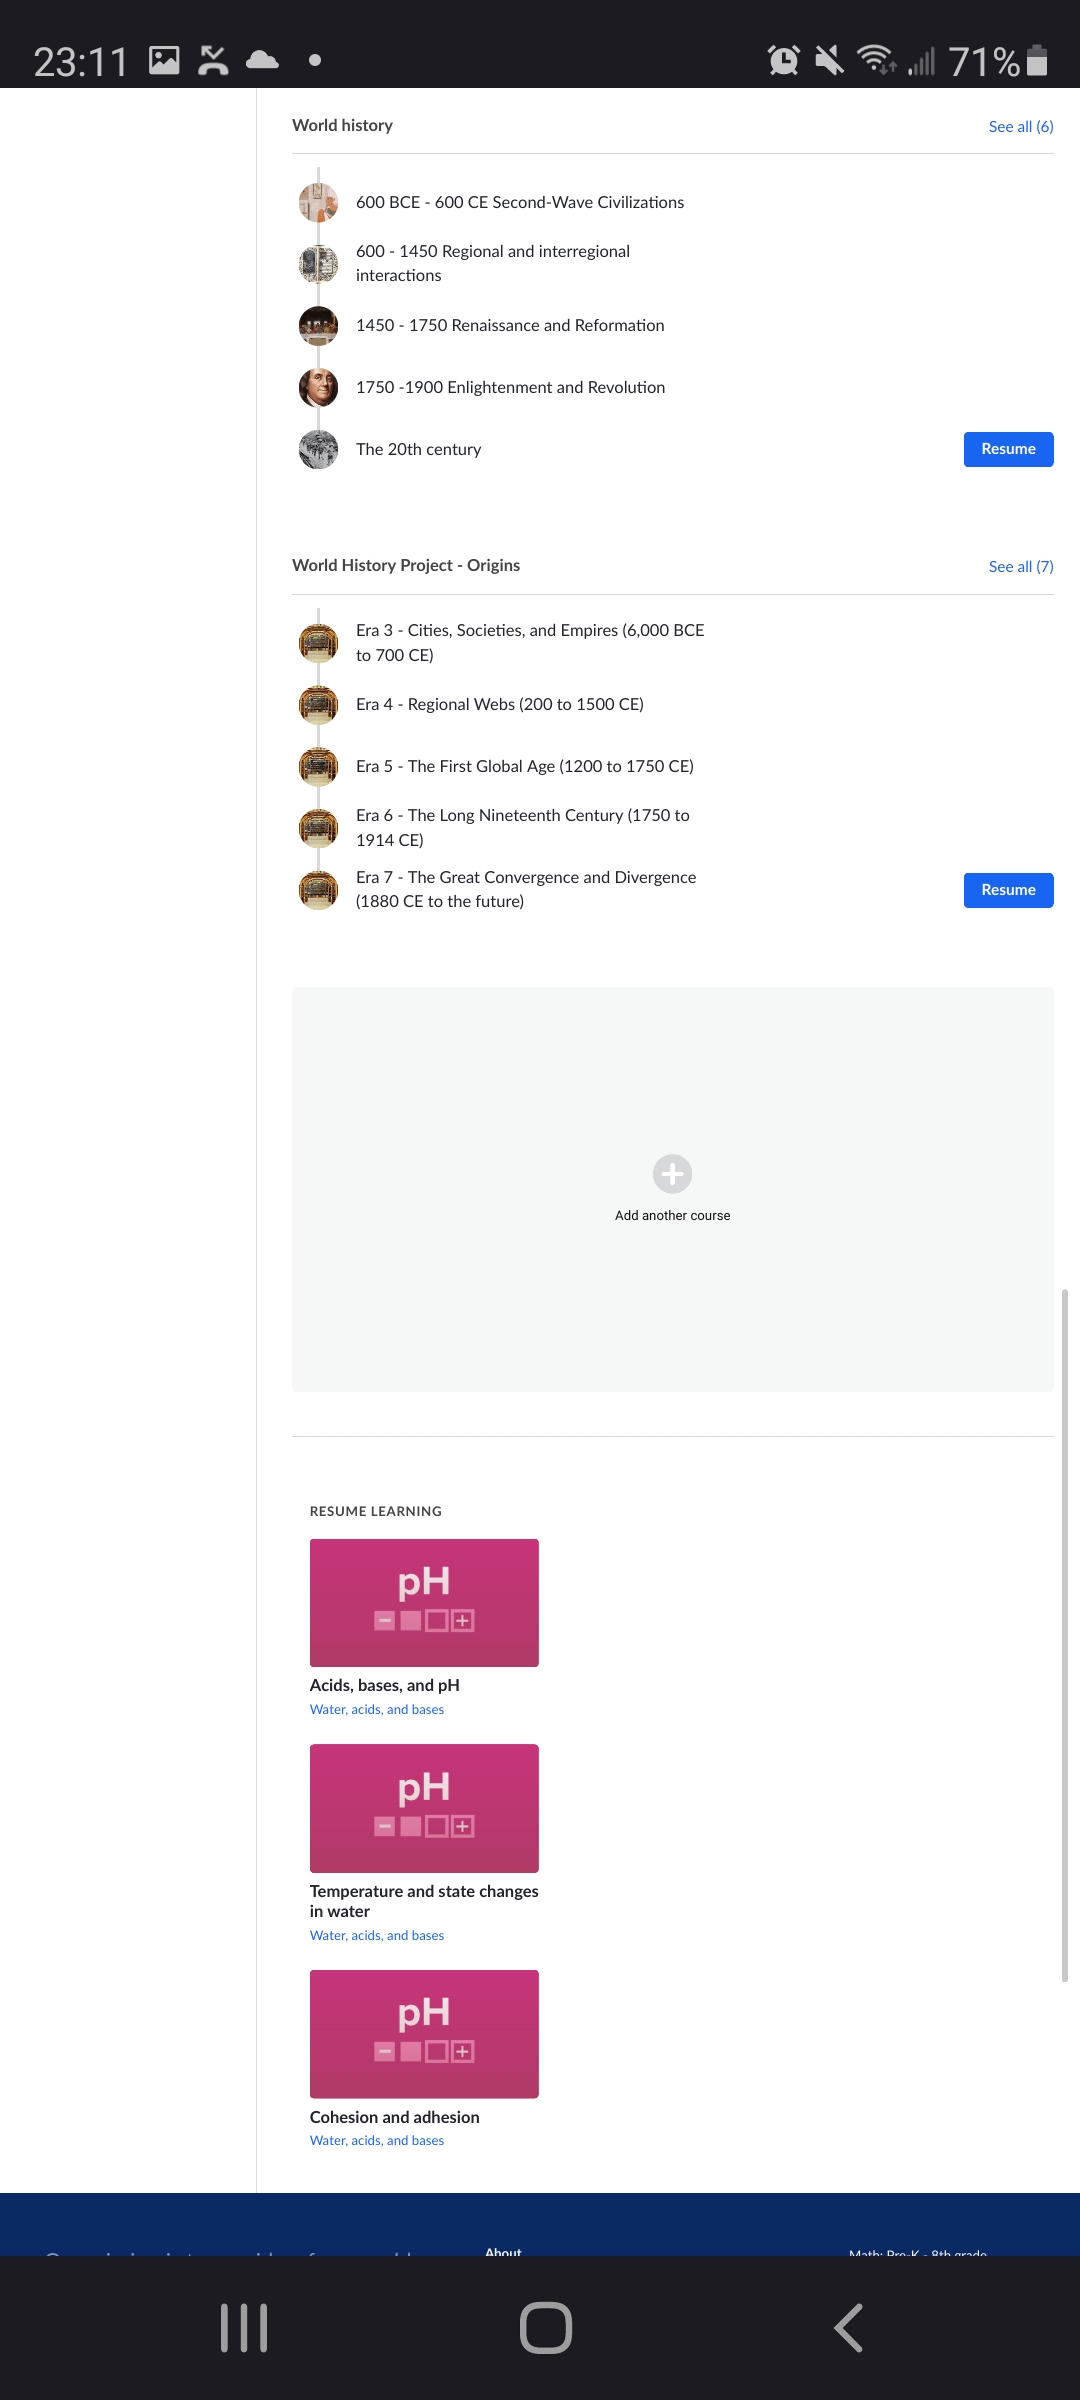 23:11
71%
World history
See all (6)
600 BCE - 600 CE Second-Wave Civilizations
600 - 1450 Regional and interregional
interactions
1450 - 1750 Renaissance and Reformation
1750 -1900 Enlightenment and Revolution
The 20th century
Resume
World History Project - Origins
See all (7)
Era 3 - Cities, Societies, and Empires (6,000 BCE
to 700 CE)
Era 4 - Regional Webs (200 to 1500 CE)
Era 5 - The First Global Age (1200 to 1750 CE)
Era 6 - The Long Nineteenth Century (1750 to
1914 CE)
Era 7 - The Great Convergence and Divergence
(1880 CE to the future)
Resume
Add another course
RESUME LEARNING
pH
Acids, bases, and pH
Water, acids, and bases
pH
Temperature and state changes
in water
Water, acids, and bases
pH
Cohesion and adhesion
Water, acids, and bases
About
Math: Pre-K - 8th grade